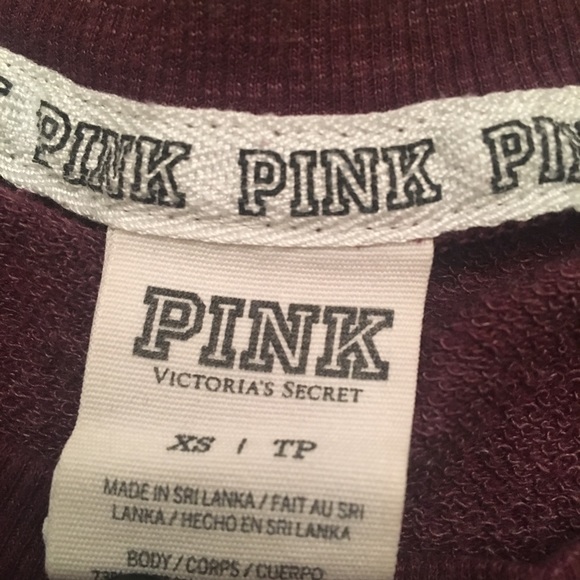 PINK PINK PIN
PINK
VICTORIA'S SECRET
XS / TP
MADE IN SRI LANKA / FAIT AU SRI
LANKA / HECHO EN SRI LANKA
BODY / CORPS / CUERPO